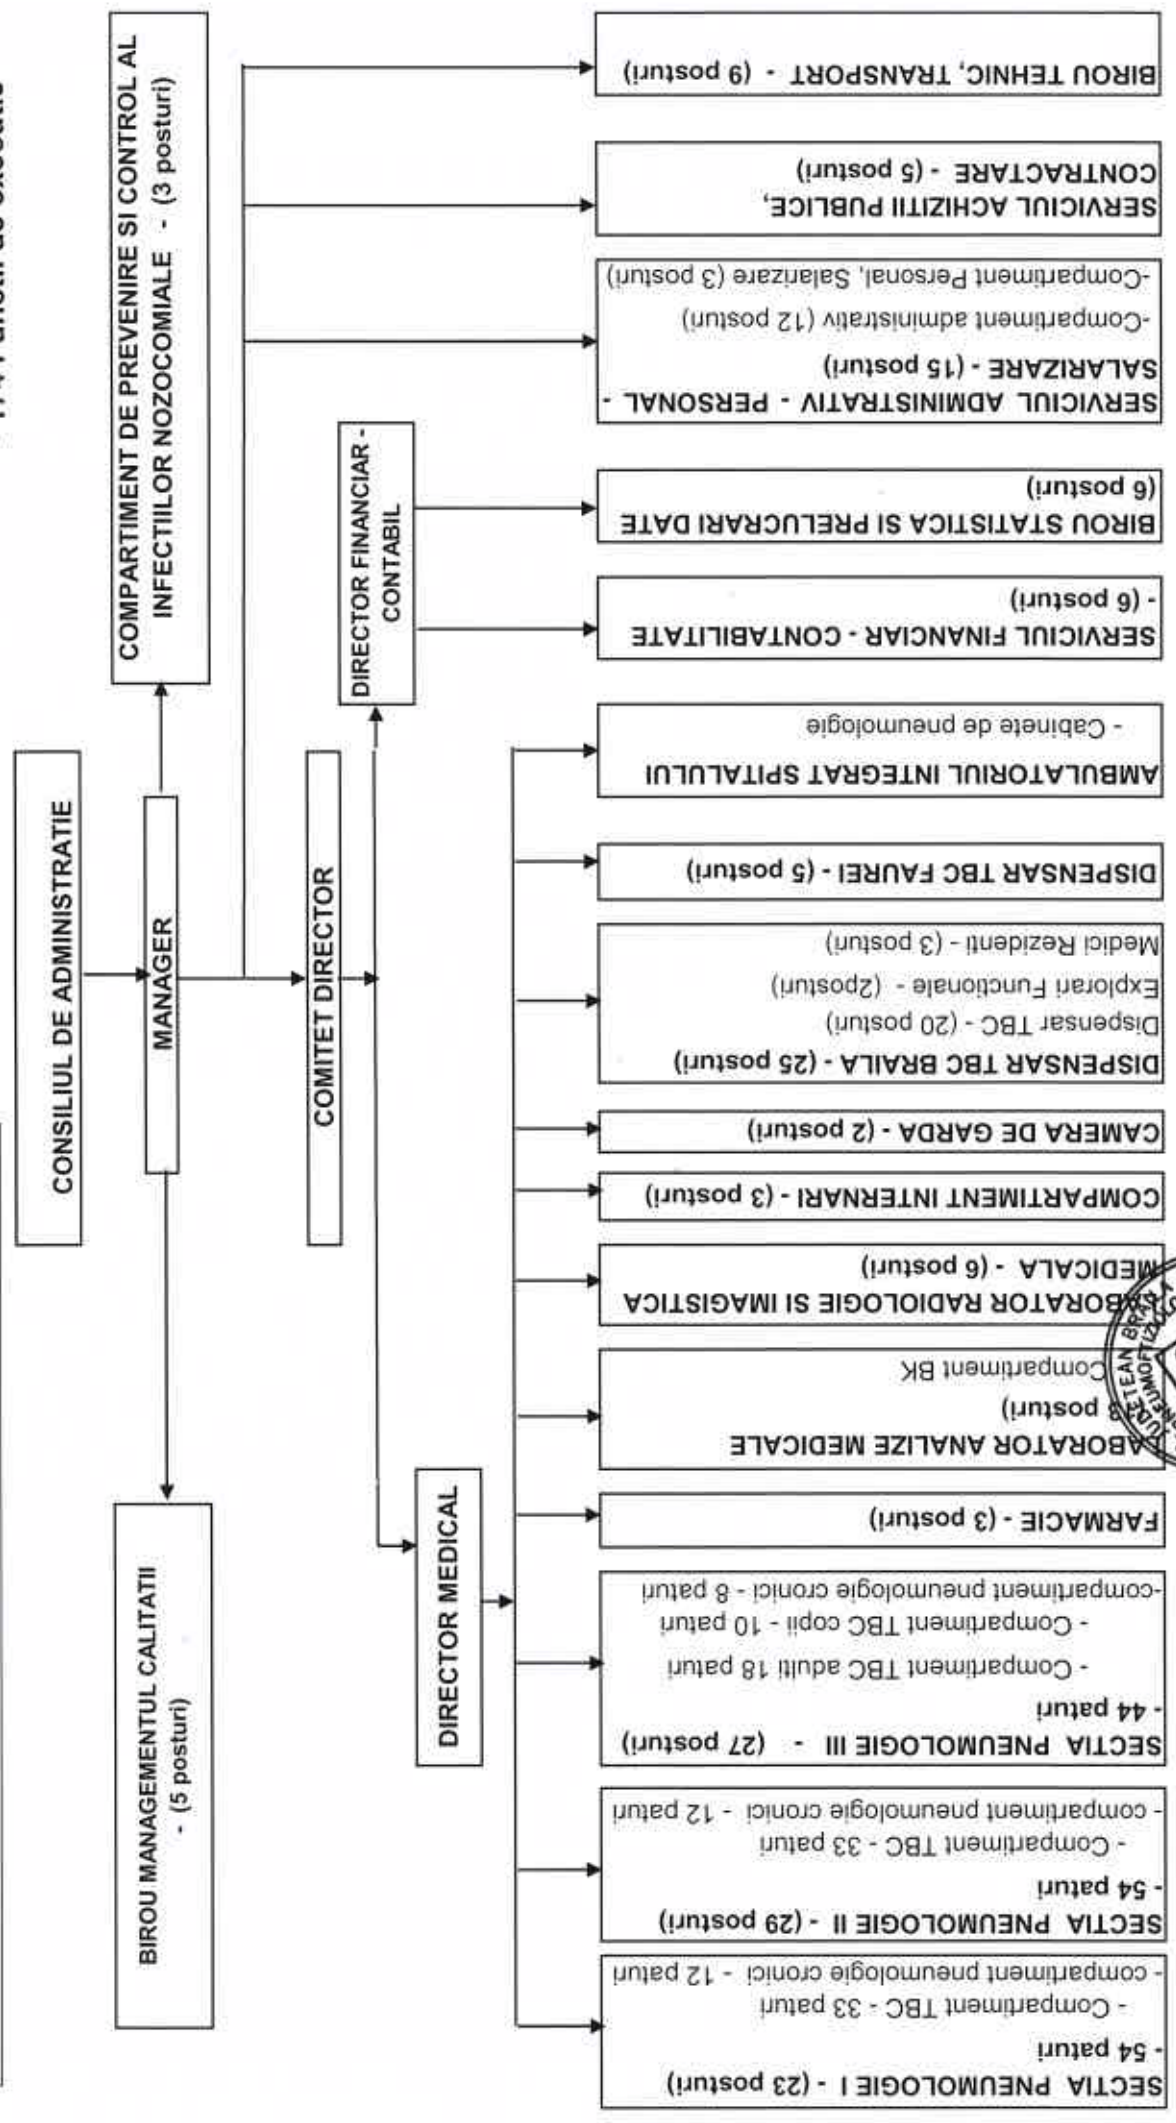 CONSILIUL DE ADMINISTRATIE
MANAGER
BIROU MANAGEMENTUL CALITATII
- (5 posturi)
COMPARTIMENT DE PREVENIRE SI CONTROL AL
INFECTIILOR NOZOCOMIALE - (3 posturi)
COMITET DIRECTOR
DIRECTOR MEDICAL
DIRECTOR FINANCIAR -
CONTABIL
SECTIA PNEUMOLOGIE I - (23 posturi)
- 54 paturi
- Compartiment TBC - 33 paturi
- compartiment pneumologie cronici - 12 paturi
SECTIA PNEUMOLOGIE II - (29 posturi)
- 54 paturi
- Compartiment TBC - 33 paturi
- compartiment pneumologie cronici - 12 paturi
SECTIA PNEUMOLOGIE III - (27 posturi)
- 44 paturi
- Compartiment TBC adulti 18 paturi
- Compartiment TBC copii - 10 paturi
-compartiment pneumologie cronici - 8 paturi
FARMACIE - (3 posturi)
LABORATOR ANALIZE MEDICALE
posturi)
Compartiment BK
LABORATOR RADIOLOGIE SI IMAGISTICA
MEDICALA - (6 posturi)
COMPARTIMENT INTERNARI - (3 posturi)
CAMERA DE GARDA - (2 posturi)
DISPENSAR TBC BRAILA - (25 posturi)
Dispensar TBC - (20 posturi)
Explorari Functionale - (2posturi)
Medici Rezidenti - (3 posturi)
DISPENSAR TBC FAUREI - (5 posturi)
AMBULATORIUL INTEGRAT SPITALULUI
- Cabinete de pneumologie
SERVICIUL FINANCIAR - CONTABILITATE
- (6 posturi)
BIROU STATISTICA SI PRELUCRARI DATE
(6 posturi)
SERVICIUL ADMINISTRATIV - PERSONAL -
SALARIZARE - (15 posturi)
-Compartiment administrativ (12 posturi)
-Compartiment Personal, Salarizare (3 posturi)
SERVICIUL ACHIZITII PUBLICE,
CONTRACTARE - (5 posturi)
BIROU TEHNIC, TRANSPORT - (9 posturi)